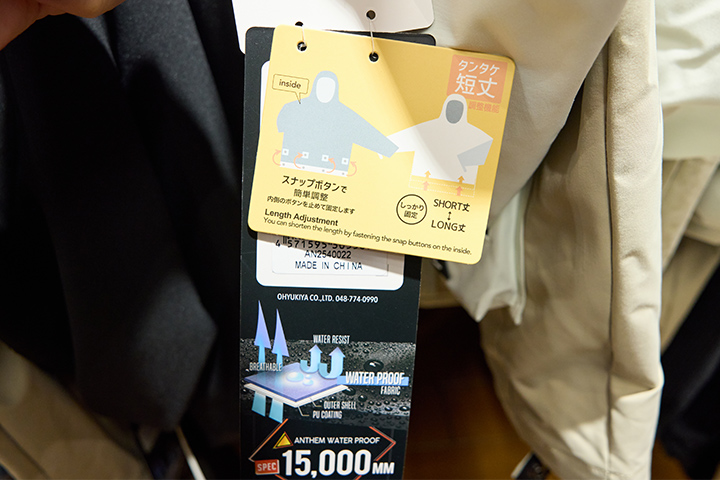 inside
タンタケ
短丈
調整機能
スナップボタンで
簡単調整
内側のボタンを止めて固定します
しっかり
固定
SHORT丈
↕
LONG丈
Length Adjustment
You can shorten the length by fastening the snap buttons on the inside.
AN2540022
MADE IN CHINA
OHYUKIYA CO.,LTD. 048-774-0990
WATER RESIST
BREATHABLE
WATER PROOF
FABRIC
OUTER SHELL
PU COATING
ANTHEM WATER PROOF
SPEC 15,000MM